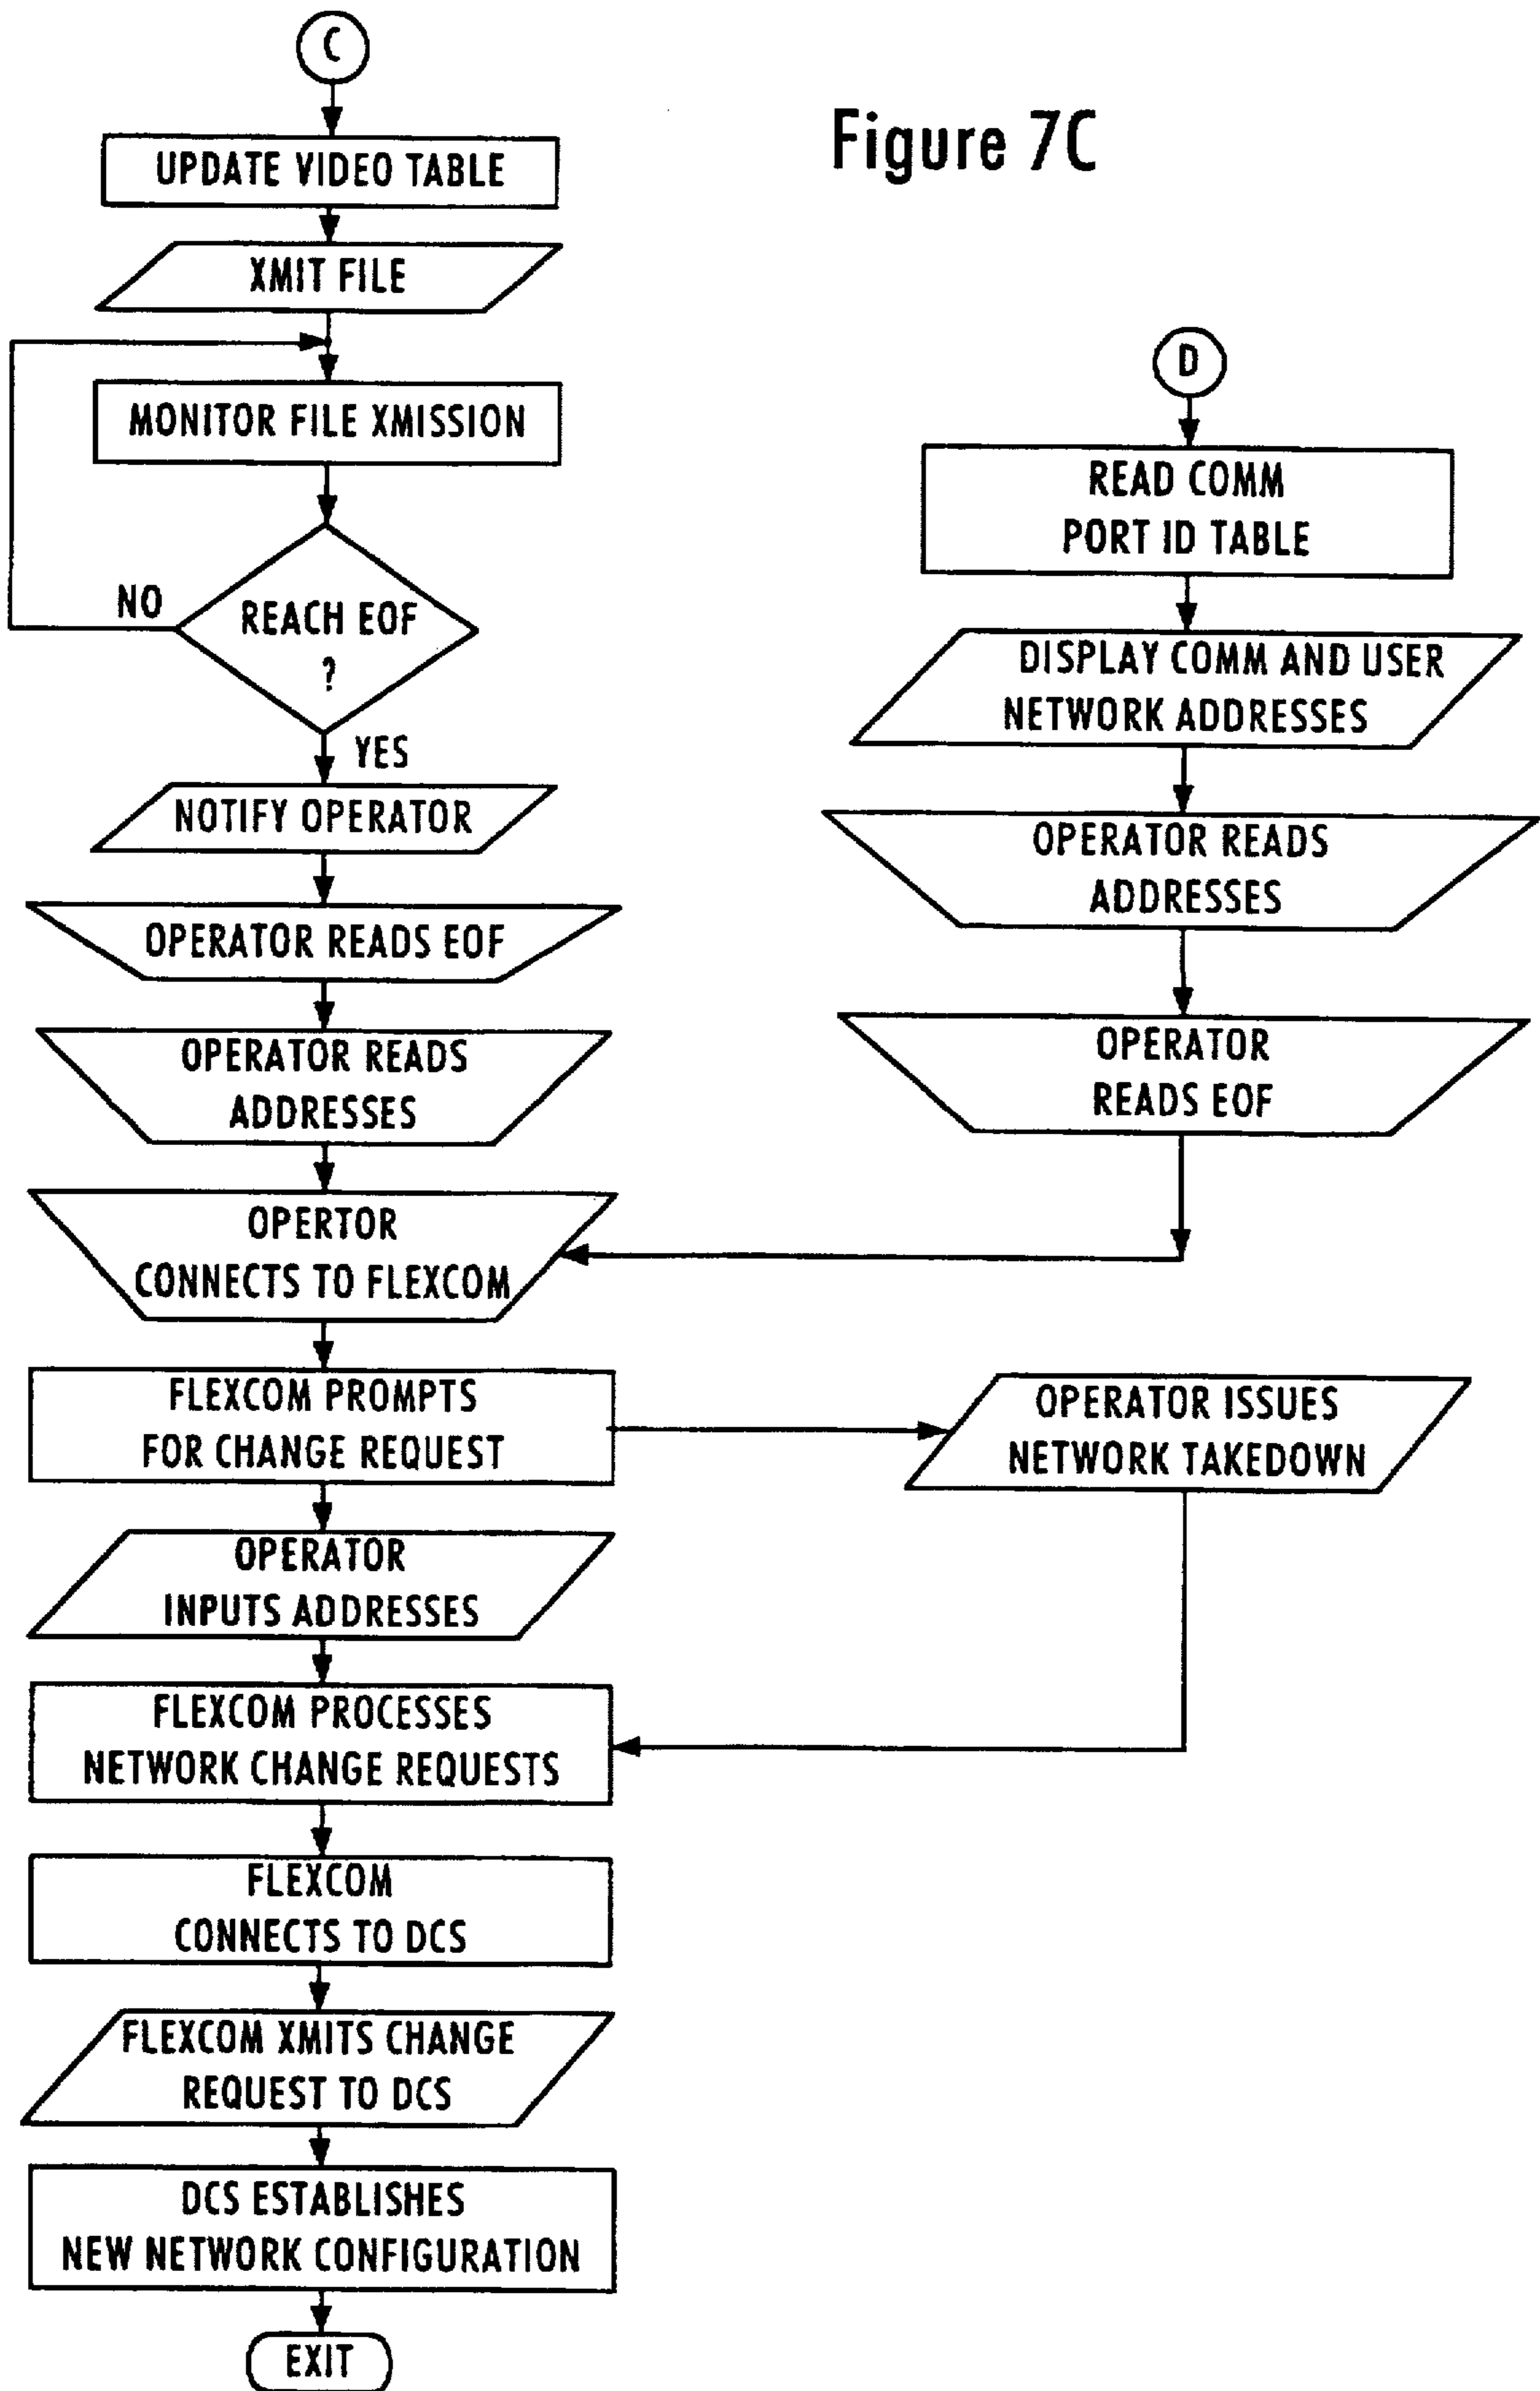 C
Figure 7C
UPDATE VIDEO TABLE
XMIT FILE
MONITOR FILE XMISSION
NO
REACH EOF
?
YES
NOTIFY OPERATOR
OPERATOR READS EOF
OPERATOR READS
ADDRESSES
OPERTOR
CONNECTS TO FLEXCOM
FLEXCOM PROMPTS
FOR CHANGE REQUEST
OPERATOR
INPUTS ADDRESSES
FLEXCOM PROCESSES
NETWORK CHANGE REQUESTS
FLEXCOM
CONNECTS TO DCS
FLEXCOM XMITS CHANGE
REQUEST TO DCS
DCS ESTABLISHES
NEW NETWORK CONFIGURATION
EXIT
D
READ COMM
PORT ID TABLE
DISPLAY COMM AND USER
NETWORK ADDRESSES
OPERATOR READS
ADDRESSES
OPERATOR
READS EOF
OPERATOR ISSUES
NETWORK TAKEDOWN